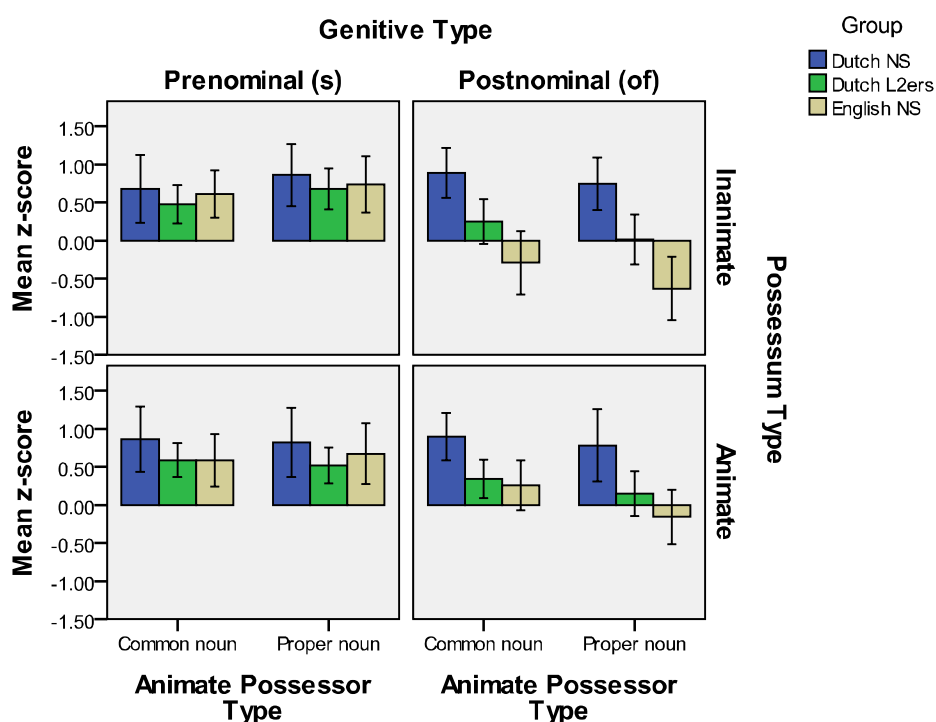 Genitive Type
Group
Dutch NS
Dutch L2ers
English NS
Prenominal (s)
Postnominal (of)
Mean z-score
1.50
1.00
0.50
0.00
-0.50
-1.00
-1.50
Inanimate
Possessum Type
Mean z-score
1.50
1.00
0.50
0.00
-0.50
-1.00
-1.50
Animate
Common noun
Proper noun
Common noun
Proper noun
Animate Possessor
Type
Animate Possessor
Type